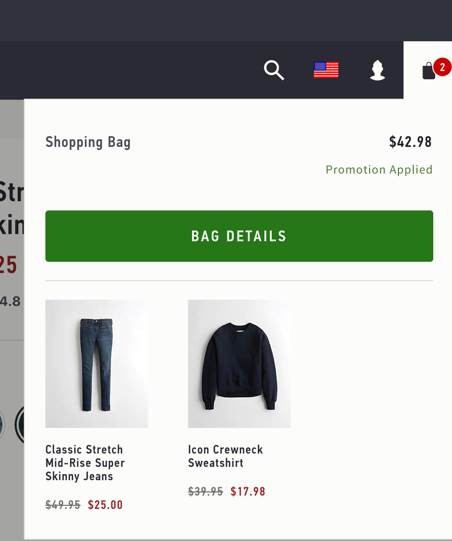 2
Shopping Bag $42.98
Promotion Applied
BAG DETAILS
Str
kin
25
4.8
Classic Stretch
Mid-Rise Super
Skinny Jeans
$49.95 $25.00
Icon Crewneck
Sweatshirt
$39.95 $17.98